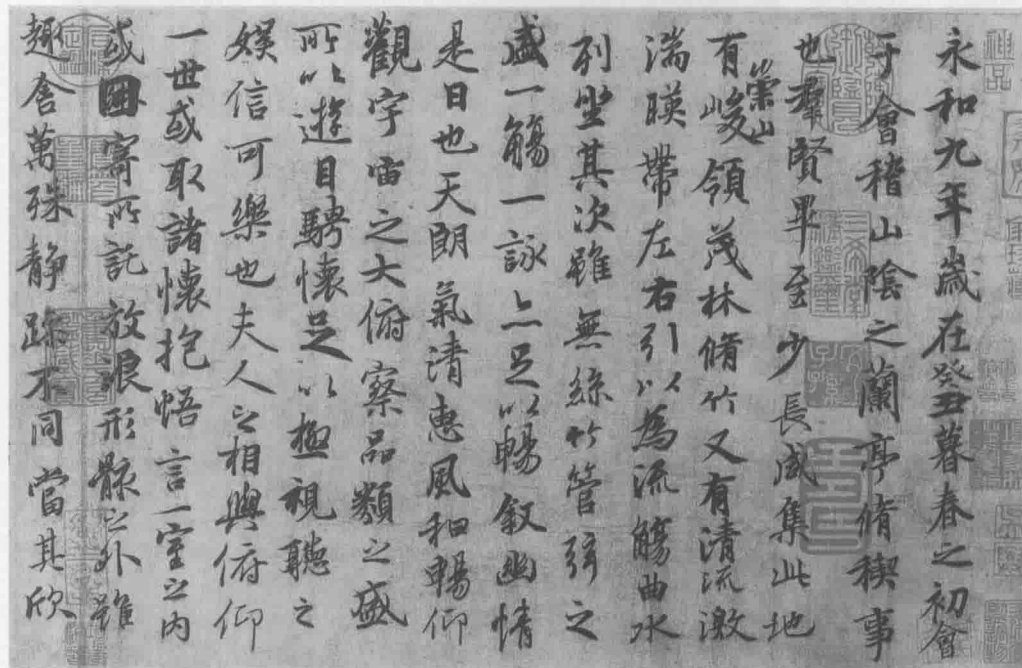 永和九年歲在癸丑暮春之初會
于會稽山陰之蘭亭脩禊事
也羣賢畢至少長咸集此地
有崇山峻領茂林脩竹又有清流激
湍暎帶左右引以為流觴曲水
列坐其次雖無絲竹管弦之
盛一觴一詠亦足以暢敘幽情
是日也天朗氣清惠風和暢仰
觀宇宙之大俯察品類之盛
所以遊目騁懷足以極視聽之
娛信可樂也夫人之相與俯仰
一世或取諸懷抱悟言一室之內
或因寄所託放浪形骸之外雖
趣舍萬殊静躁不同當其欣
神品